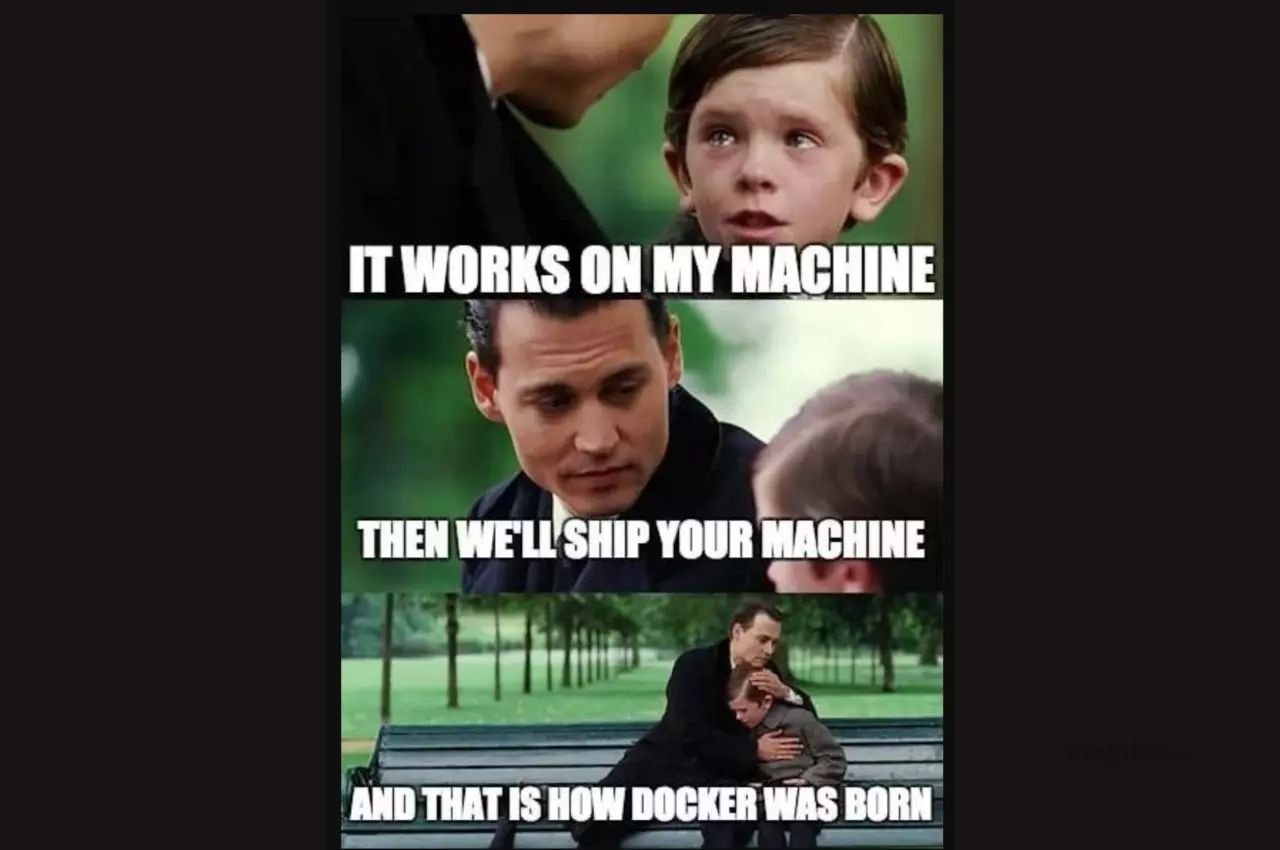 IT WORKS ON MY MACHINE
THEN WE'LL SHIP YOUR MACHINE
AND THAT IS HOW DOCKER WAS BORN